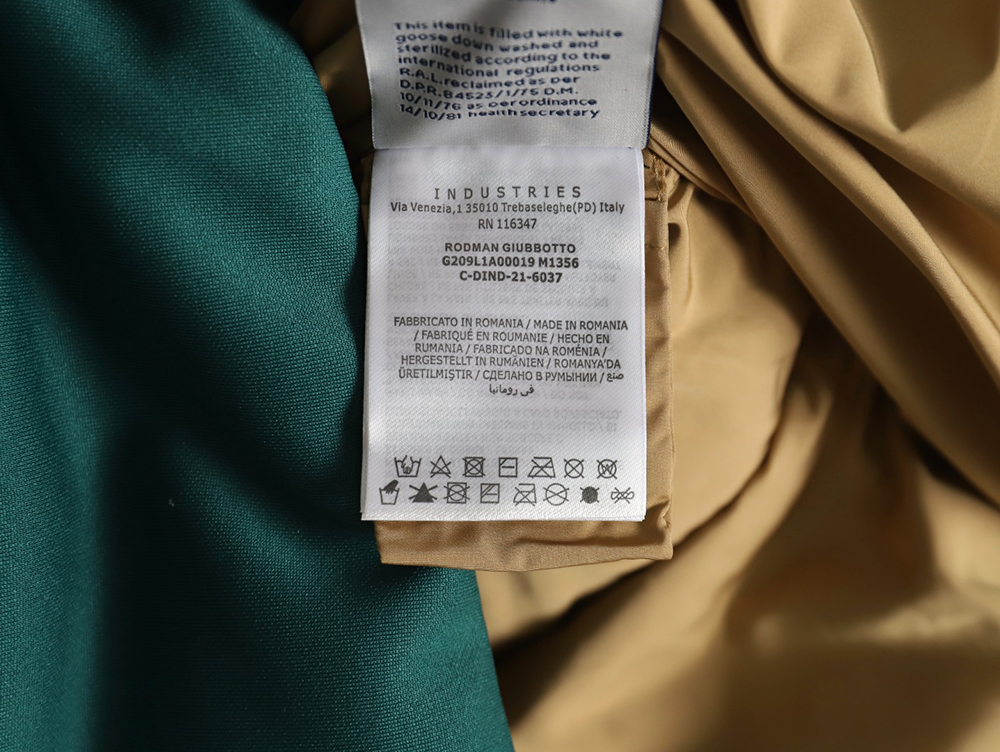 This item is filled with white
goose down washed and
sterilized according to the
international regulations
R.A.L.reclaimed as per
D.P.R.84523/1/75 D.M.
10/11/76 as per ordinance
14/10/81 health secretary
INDUSTRIES
Via Venezia,1 35010 Trebaseleghe(PD) Italy
RN 116347
RODMAN GIUBBOTTO
G209L1A00019 M1356
C-DIND-21-6037
FABBRICATO IN ROMANIA / MADE IN ROMANIA
/ FABRIQUÉ EN ROUMANIE / HECHO EN
RUMANIA / FABRICADO NA ROMÉNIA /
HERGESTELLT IN RUMÄNIEN / ROMANYA'DA
ÜRETILMIŞTIR / СДЕЛАНО В РУМЫНИИ / صنع
في رومانيا